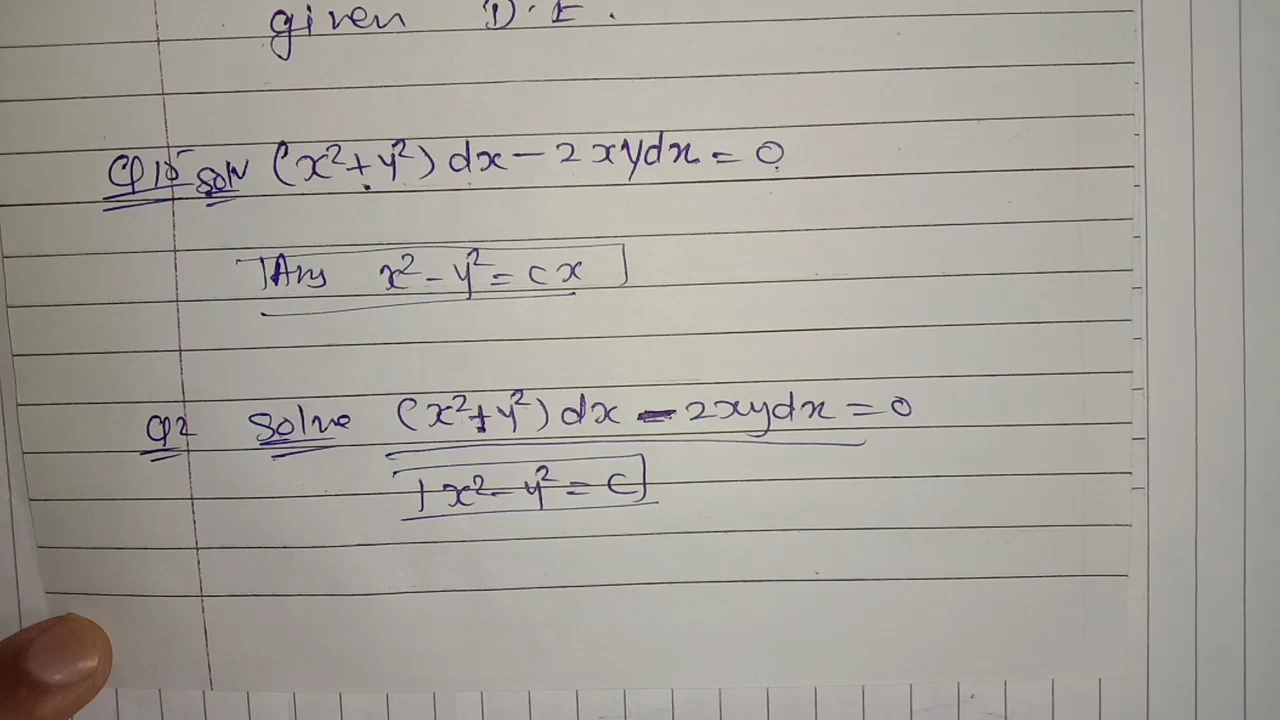 given D.E.
Q15 Soln (x²+y²) dx - 2xydx = 0
Ans x² - y² = cx
Q2 Solve (x²+y²) dx - 2xydx = 0
x² - y² = c